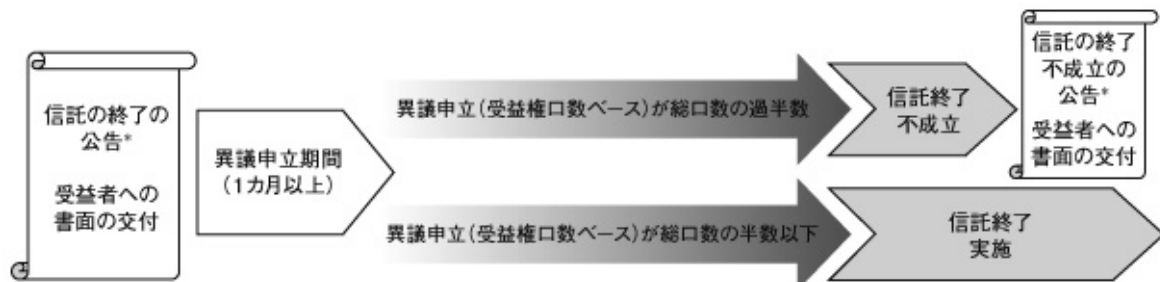 信託の終了の
公告*
受益者への
書面の交付
異議申立期間
(1カ月以上)
異議申立(受益権口数ベース)が総口数の過半数
信託終了
不成立
信託の終了
不成立の
公告*
受益者への
書面の交付
異議申立(受益権口数ベース)が総口数の半数以下
信託終了
実施